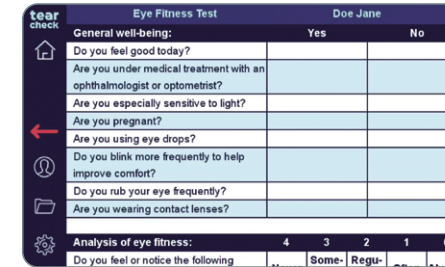 tear
check
Eye Fitness Test Doe Jane
General well-being: Yes No
Do you feel good today?
Are you under medical treatment with an
ophthalmologist or optometrist?
Are you especially sensitive to light?
Are you pregnant?
Are you using eye drops?
Do you blink more frequently to help
improve comfort?
Do you rub your eye frequently?
Are you wearing contact lenses?
Analysis of eye fitness: 4 3 2 1
Do you feel or notice the following
Some- Regu-